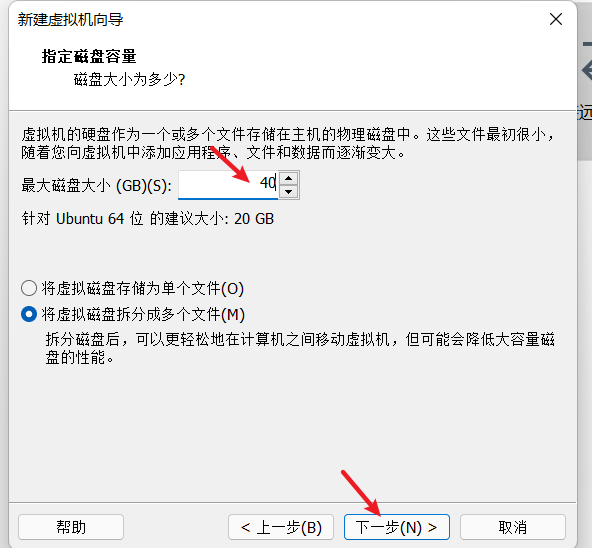 新建虚拟机向导
指定磁盘容量
磁盘大小为多少?
虚拟机的硬盘作为一个或多个文件存储在主机的物理磁盘中。这些文件最初很小，
随着您向虚拟机中添加应用程序、文件和数据而逐渐变大。
最大磁盘大小 (GB)(S): 40
针对 Ubuntu 64 位 的建议大小: 20 GB
将虚拟磁盘存储为单个文件(O)
将虚拟磁盘拆分成多个文件(M)
拆分磁盘后，可以更轻松地在计算机之间移动虚拟机，但可能会降低大容量磁
盘的性能。
帮助 < 上一步(B) 下一步(N) > 取消